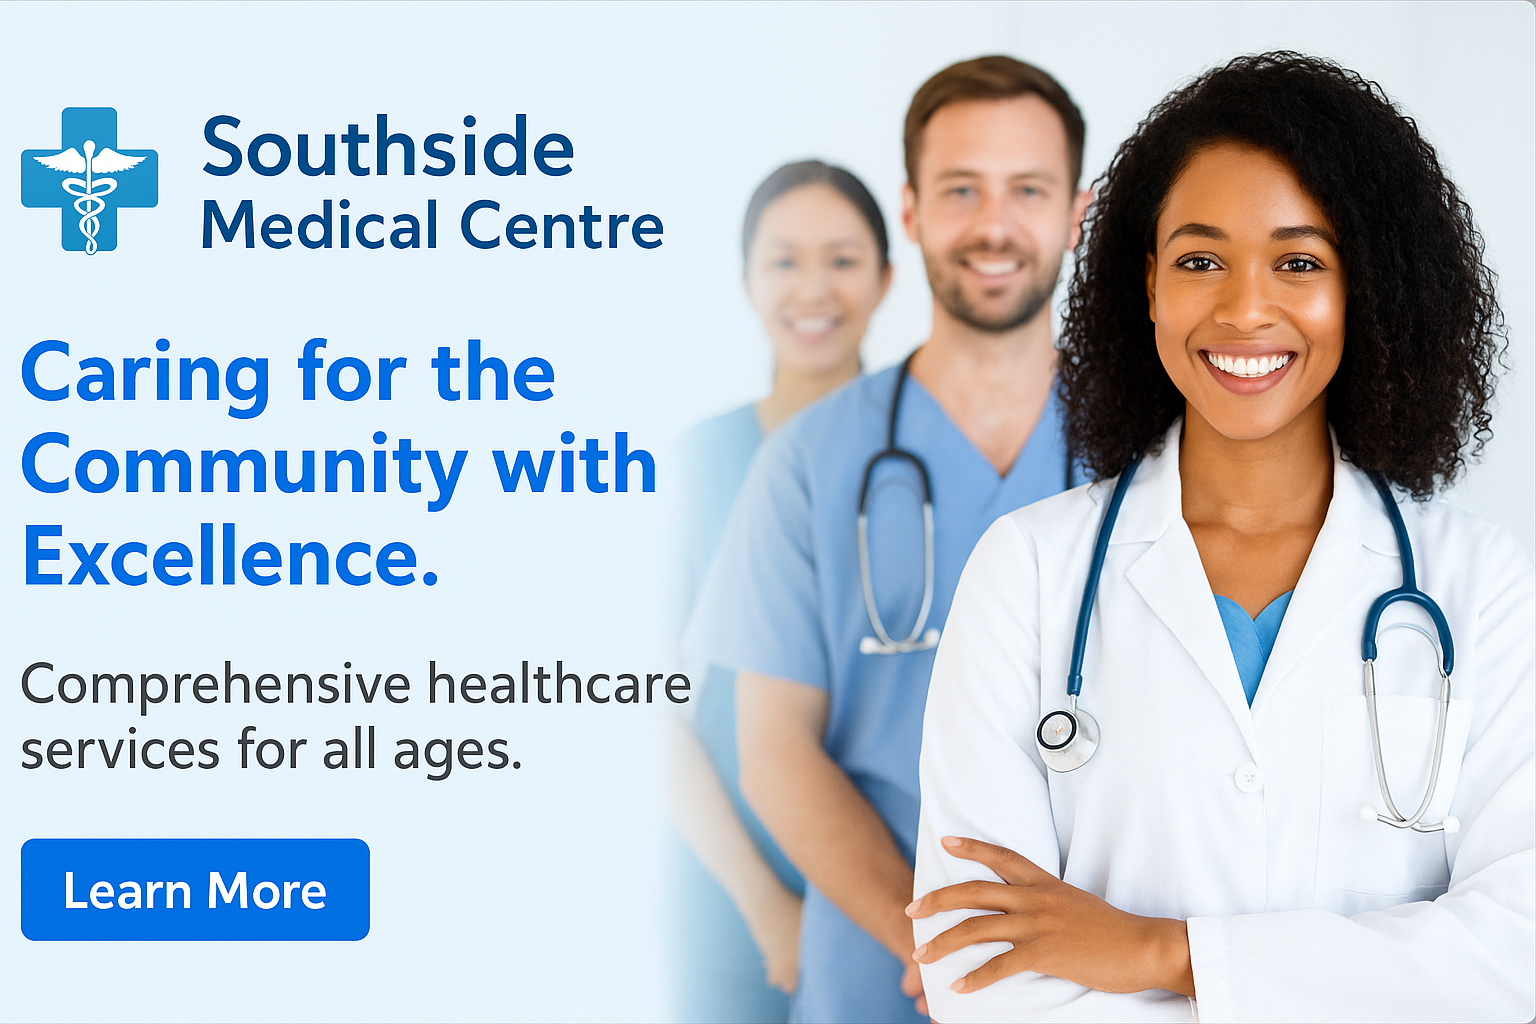 Southside
Medical Centre
Caring for the
Community with
Excellence.
Comprehensive healthcare
services for all ages.
Learn More